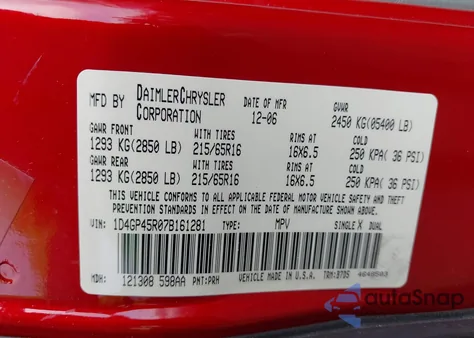 MFD BY DAIMLERCHRYSLER CORPORATION DATE OF MFR 12-06 GVWR 2450 KG(05400 LB)
GAWR FRONT WITH TIRES RIMS AT COLD
1293 KG(2850 LB) 215/65R16 16X6.5 250 KPA( 36 PSI)
GAWR REAR WITH TIRES RIMS AT COLD
1293 KG(2850 LB) 215/65R16 16X6.5 250 KPA( 36 PSI)
THIS VEHICLE CONFORMS TO ALL APPLICABLE FEDERAL MOTOR VEHICLE SAFETY, BUMPER, AND
THEFT PREVENTION STANDARDS IN EFFECT ON THE DATE OF MANUFACTURE SHOWN ABOVE.
VIN: 1D4GP45R07B161281 TYPE: MPV SINGLE X DUAL
MDH: 121308 598AA PNT:PRH VEHICLE MADE IN U.S.A. TRM:B7D5
autoSnap